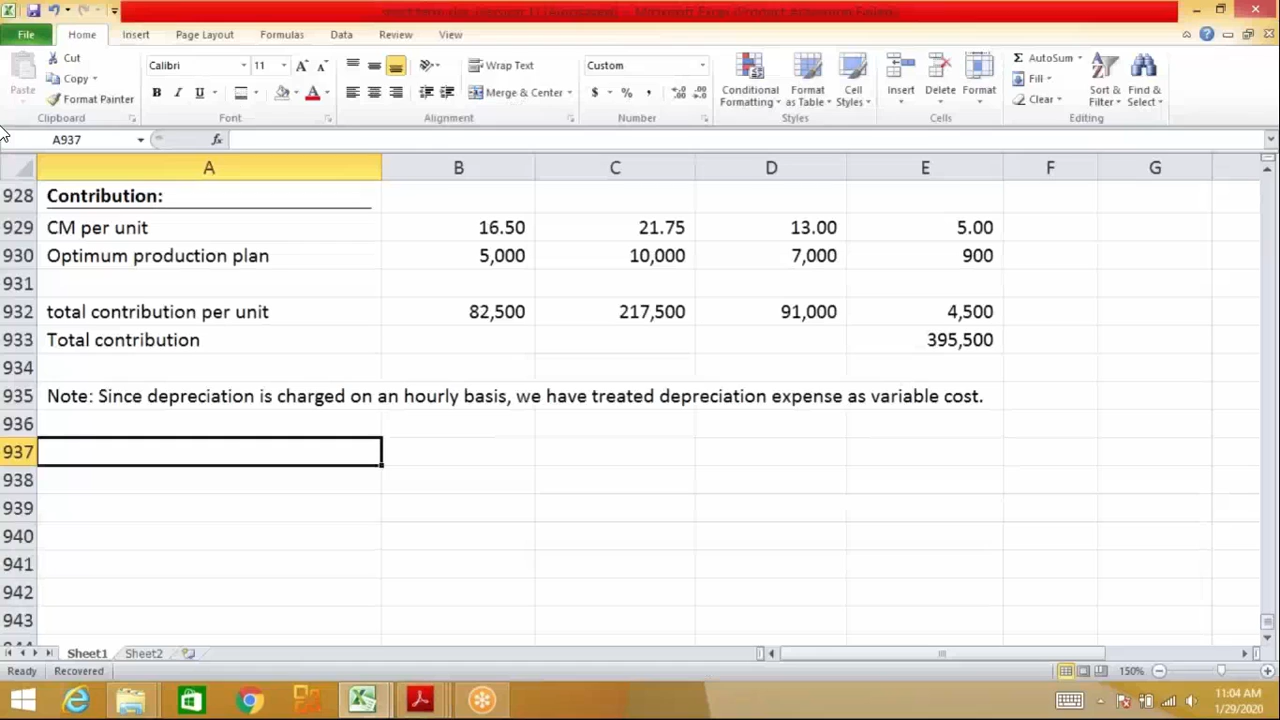 File Home Insert Page Layout Formulas Data Review View
Paste Cut Copy Format Painter Clipboard
Calibri 11 A A B I U A Font
Wrap Text Merge & Center Alignment
Custom $ % , Number
Conditional Formatting Format as Table Cell Styles Styles
Insert Delete Format Cells
Σ AutoSum Fill Clear Sort & Filter Find & Select Editing
A937 fx
A B C D E F G
928 Contribution:
929 CM per unit 16.50 21.75 13.00 5.00
930 Optimum production plan 5,000 10,000 7,000 900
931
932 total contribution per unit 82,500 217,500 91,000 4,500
933 Total contribution 395,500
934
935 Note: Since depreciation is charged on an hourly basis, we have treated depreciation expense as variable cost.
936
937
938
939
940
941
942
943
Sheet1 Sheet2
Ready Recovered 150%
11:04 AM
1/29/2020